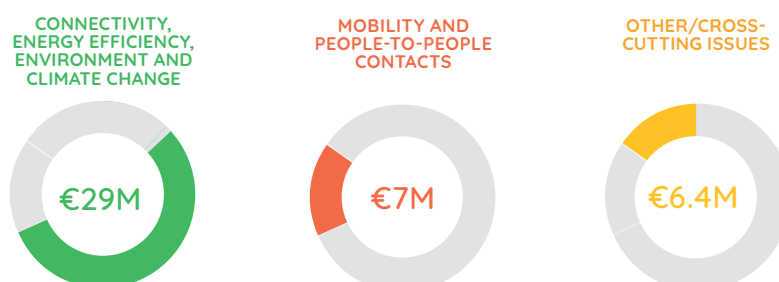 CONNECTIVITY,
ENERGY EFFICIENCY,
ENVIRONMENT AND
CLIMATE CHANGE
€29M
MOBILITY AND
PEOPLE-TO-PEOPLE
CONTACTS
€7M
OTHER/CROSS-
CUTTING ISSUES
€6.4M